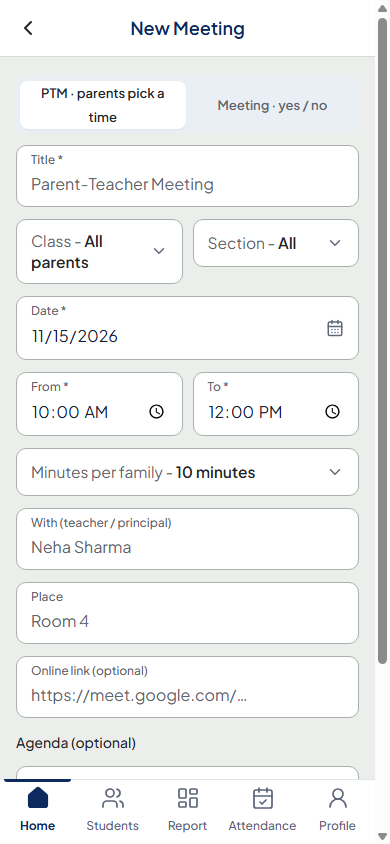 New Meeting
PTM · parents pick a
time
Meeting · yes / no
Title *
Parent-Teacher Meeting
Class - All
parents
Section - All
Date *
11/15/2026
From *
10:00 AM
To *
12:00 PM
Minutes per family - 10 minutes
With (teacher / principal)
Neha Sharma
Place
Room 4
Online link (optional)
https://meet.google.com/…
Agenda (optional)
Home
Students
Report
Attendance
Profile